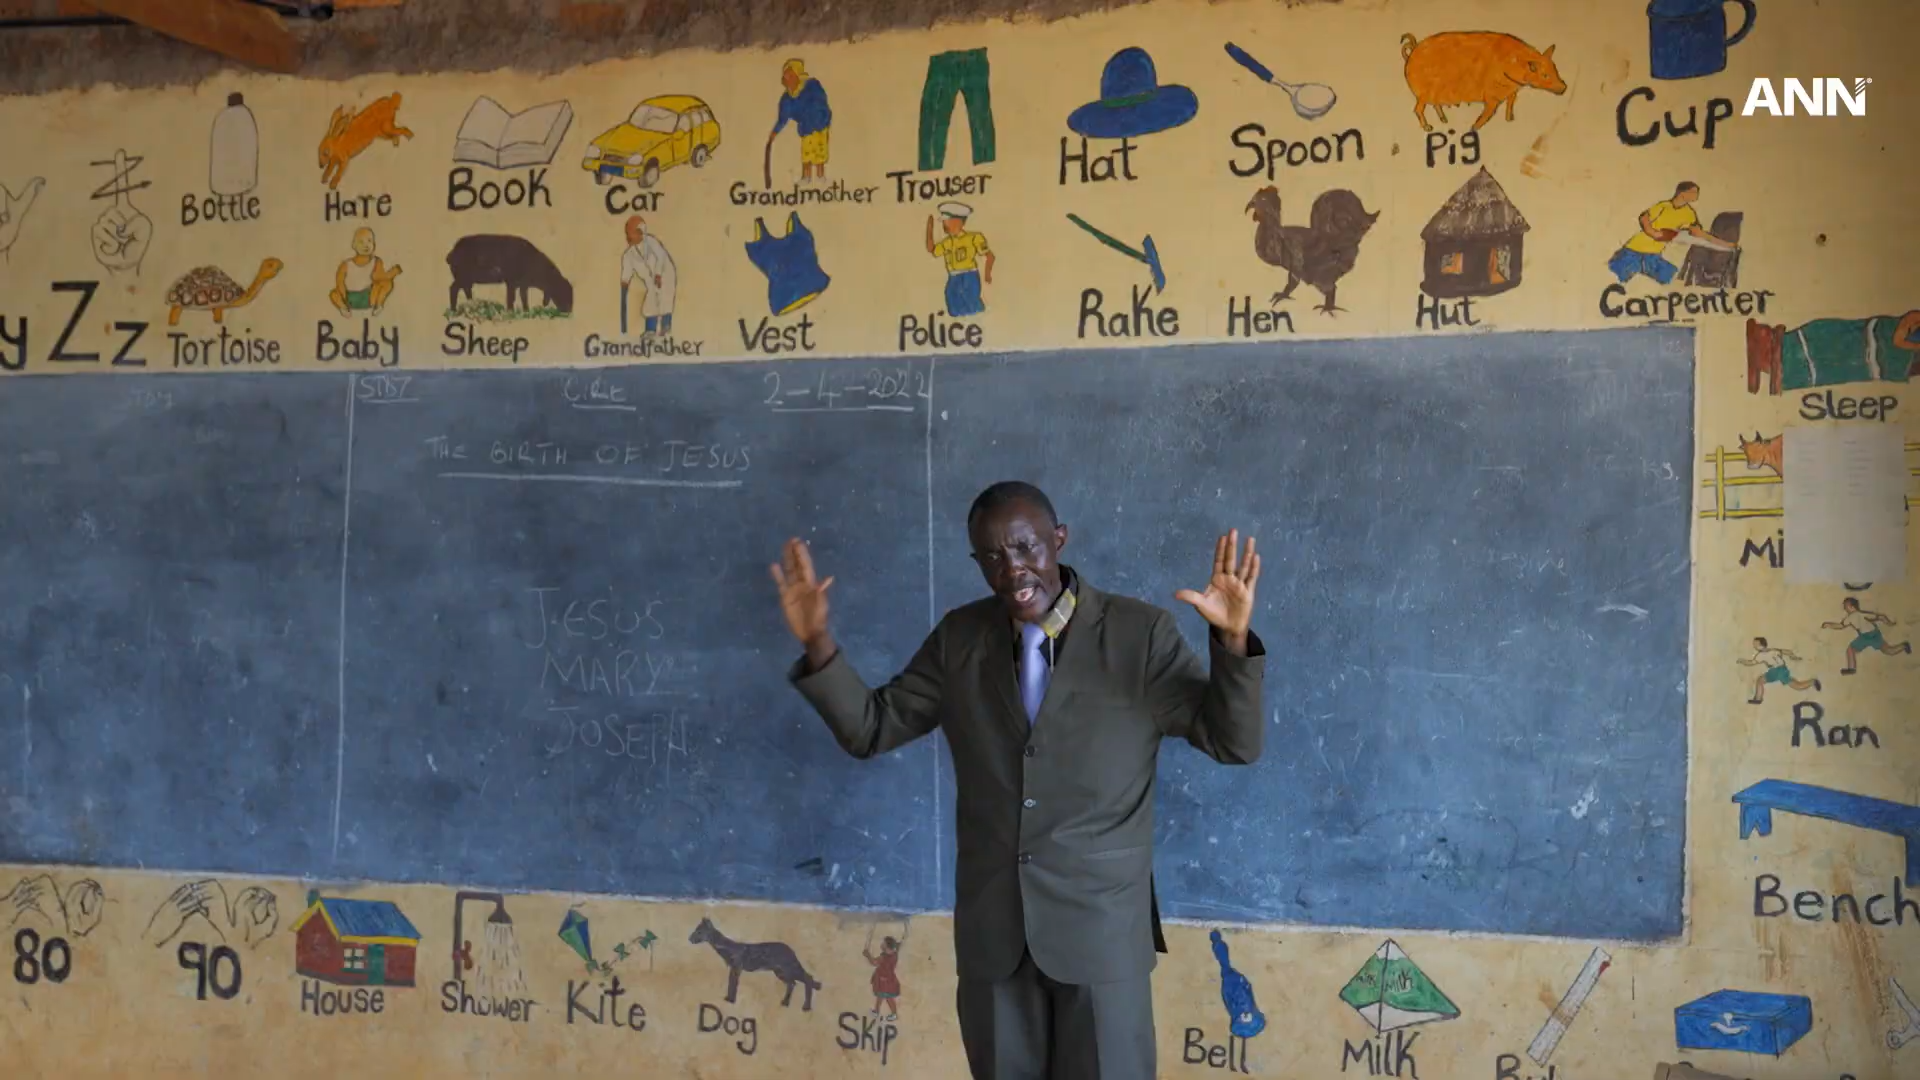 ANN
Cup
Bottle
Hare
Book
Car
Grandmother
Trouser
Hat
Spoon
Pig
y Zz
Tortoise
Baby
Sheep
Grandfather
Vest
Police
Rake
Hen
Hut
Carpenter
Sleep
2-4-2022
THE BIRTH OF JESUS
JESUS
MARY
JOSEPH
Ran
Bench
80
90
House
Shower
Kite
Dog
Skip
Bell
Milk